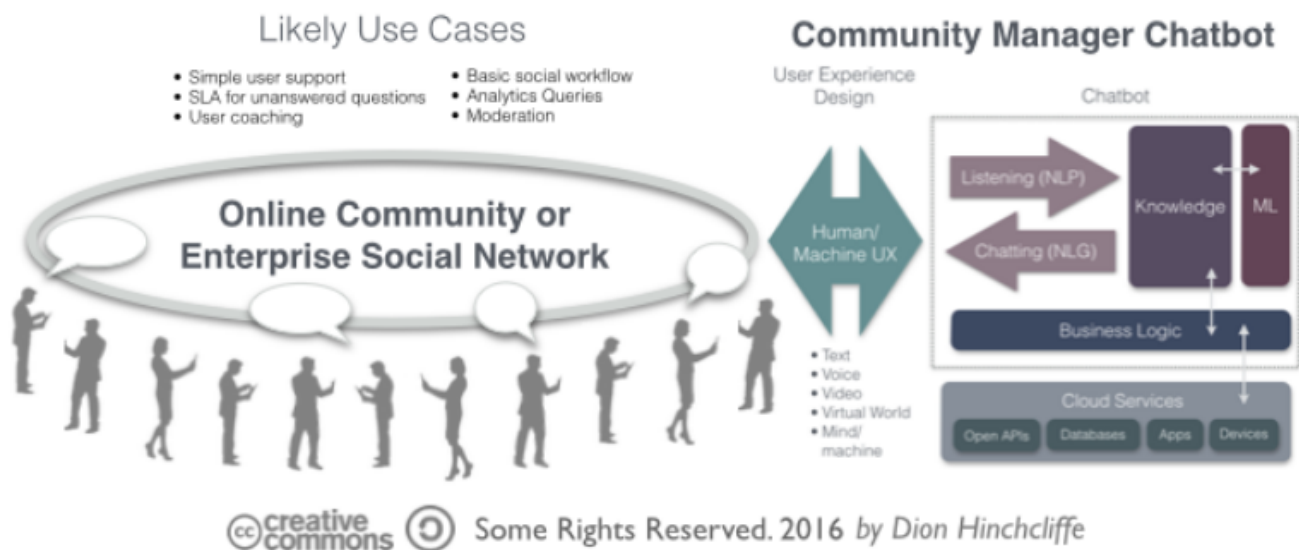 Likely Use Cases
• Simple user support
• SLA for unanswered questions
• User coaching
• Basic social workflow
• Analytics Queries
• Moderation
Online Community or
Enterprise Social Network
Community Manager Chatbot
User Experience
Design
Human/
Machine UX
• Text
• Voice
• Video
• Virtual World
• Mind/
machine
Chatbot
Listening (NLP)
Chatting (NLG)
Knowledge
ML
Business Logic
Cloud Services
Open APIs
Databases
Apps
Devices
cc creative
commons
Some Rights Reserved. 2016 by Dion Hinchcliffe